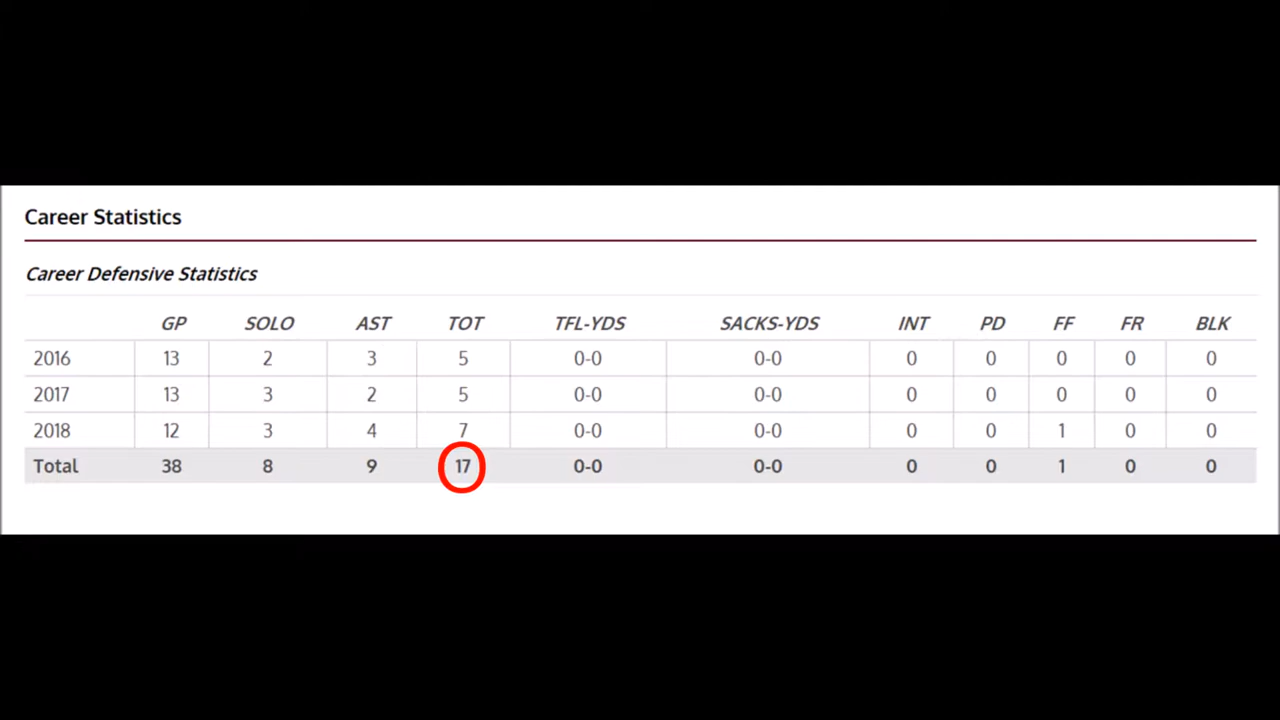 Career Statistics
Career Defensive Statistics
GP SOLO AST TOT TFL-YDS SACKS-YDS INT PD FF FR BLK
2016 13 2 3 5 0-0 0-0 0 0 0 0 0
2017 13 3 2 5 0-0 0-0 0 0 0 0 0
2018 12 3 4 7 0-0 0-0 0 0 1 0 0
Total 38 8 9 17 0-0 0-0 0 0 1 0 0